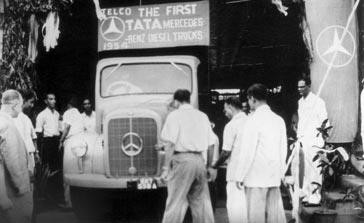 TELCO THE FIRST
TATA MERCEDES
-BENZ DIESEL TRUCKS
1954